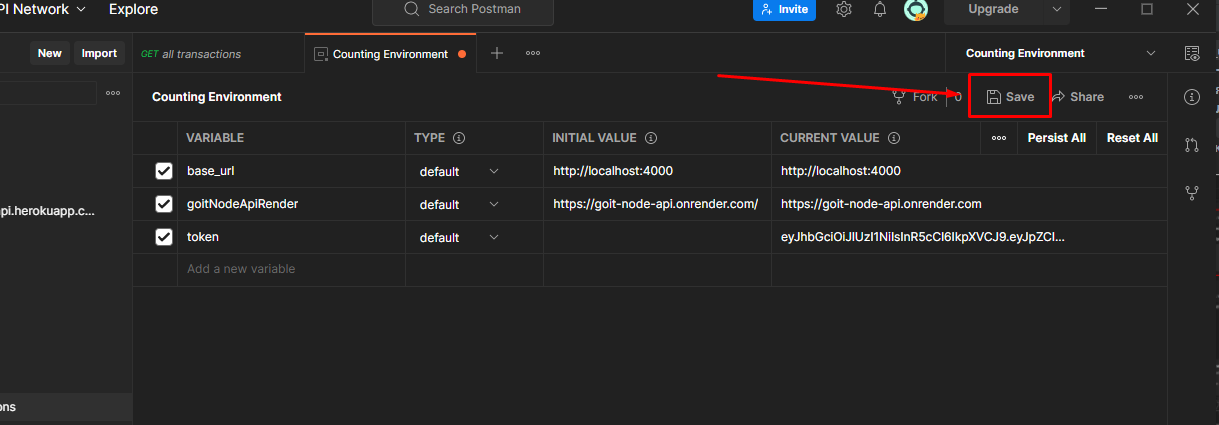 PI Network Explore Search Postman Invite Upgrade
New Import GET all transactions Counting Environment Counting Environment
Counting Environment Fork 0 Save Share
VARIABLE TYPE INITIAL VALUE CURRENT VALUE Persist All Reset All
base_url default http://localhost:4000 http://localhost:4000
goitNodeApiRender default https://goit-node-api.onrender.com/ https://goit-node-api.onrender.com
pi.herokuapp.c...
token default eyJhbGciOiJIUzI1NiIsInR5cCI6IkpXVCJ9.eyJpZCI...
Add a new variable
ons